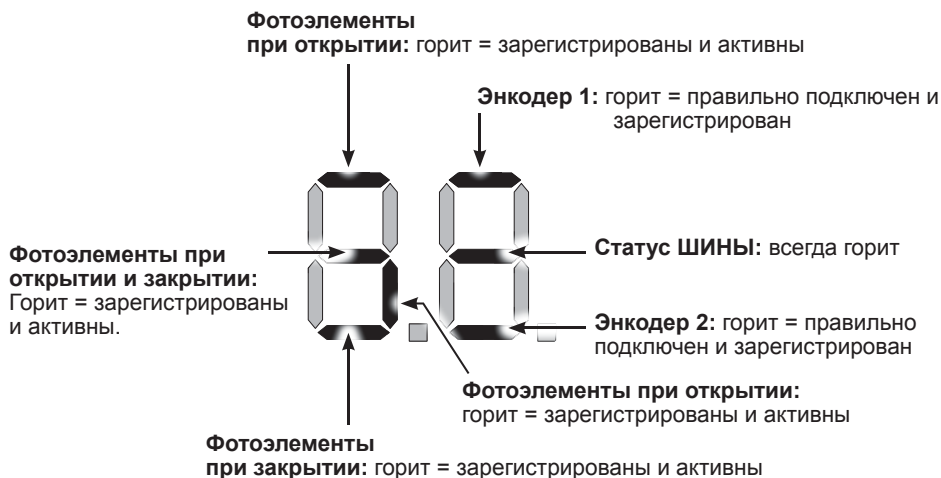 Фотоэлементы
при открытии: горит = зарегистрированы и активны
Энкодер 1: горит = правильно подключен и
зарегистрирован
Фотоэлементы при
открытии и закрытии:
Горит = зарегистрированы
и активны.
Статус ШИНЫ: всегда горит
Энкодер 2: горит = правильно
подключен и зарегистрирован
Фотоэлементы при открытии:
горит = зарегистрированы и активны
Фотоэлементы
при закрытии: горит = зарегистрированы и активны